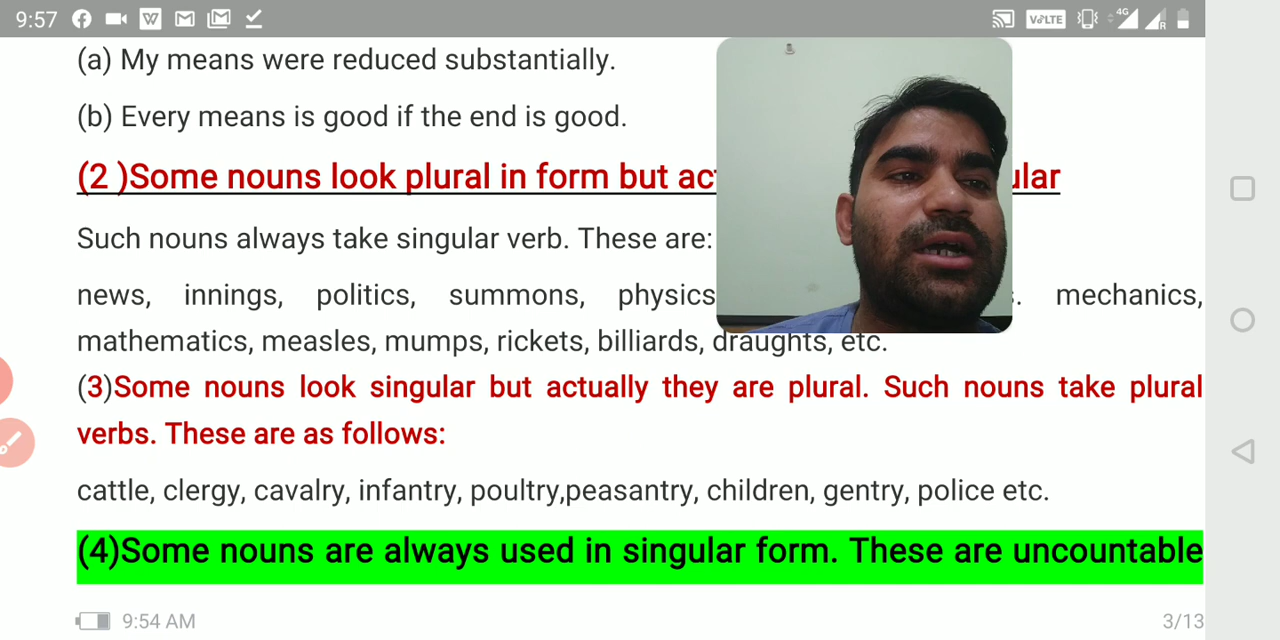 9:57 VoLTE 4G R
(a) My means were reduced substantially.
(b) Every means is good if the end is good.
(2 )Some nouns look plural in form but
Such nouns always take singular verb. These are:
news, innings, politics, summons, physics mechanics,
mathematics, measles, mumps, rickets, billiards, draughts, etc.
(3)Some nouns look singular but actually they are plural. Such nouns take plural
verbs. These are as follows:
cattle, clergy, cavalry, infantry, poultry,peasantry, children, gentry, police etc.
(4)Some nouns are always used in singular form. These are uncountable
9:54 AM 3/13